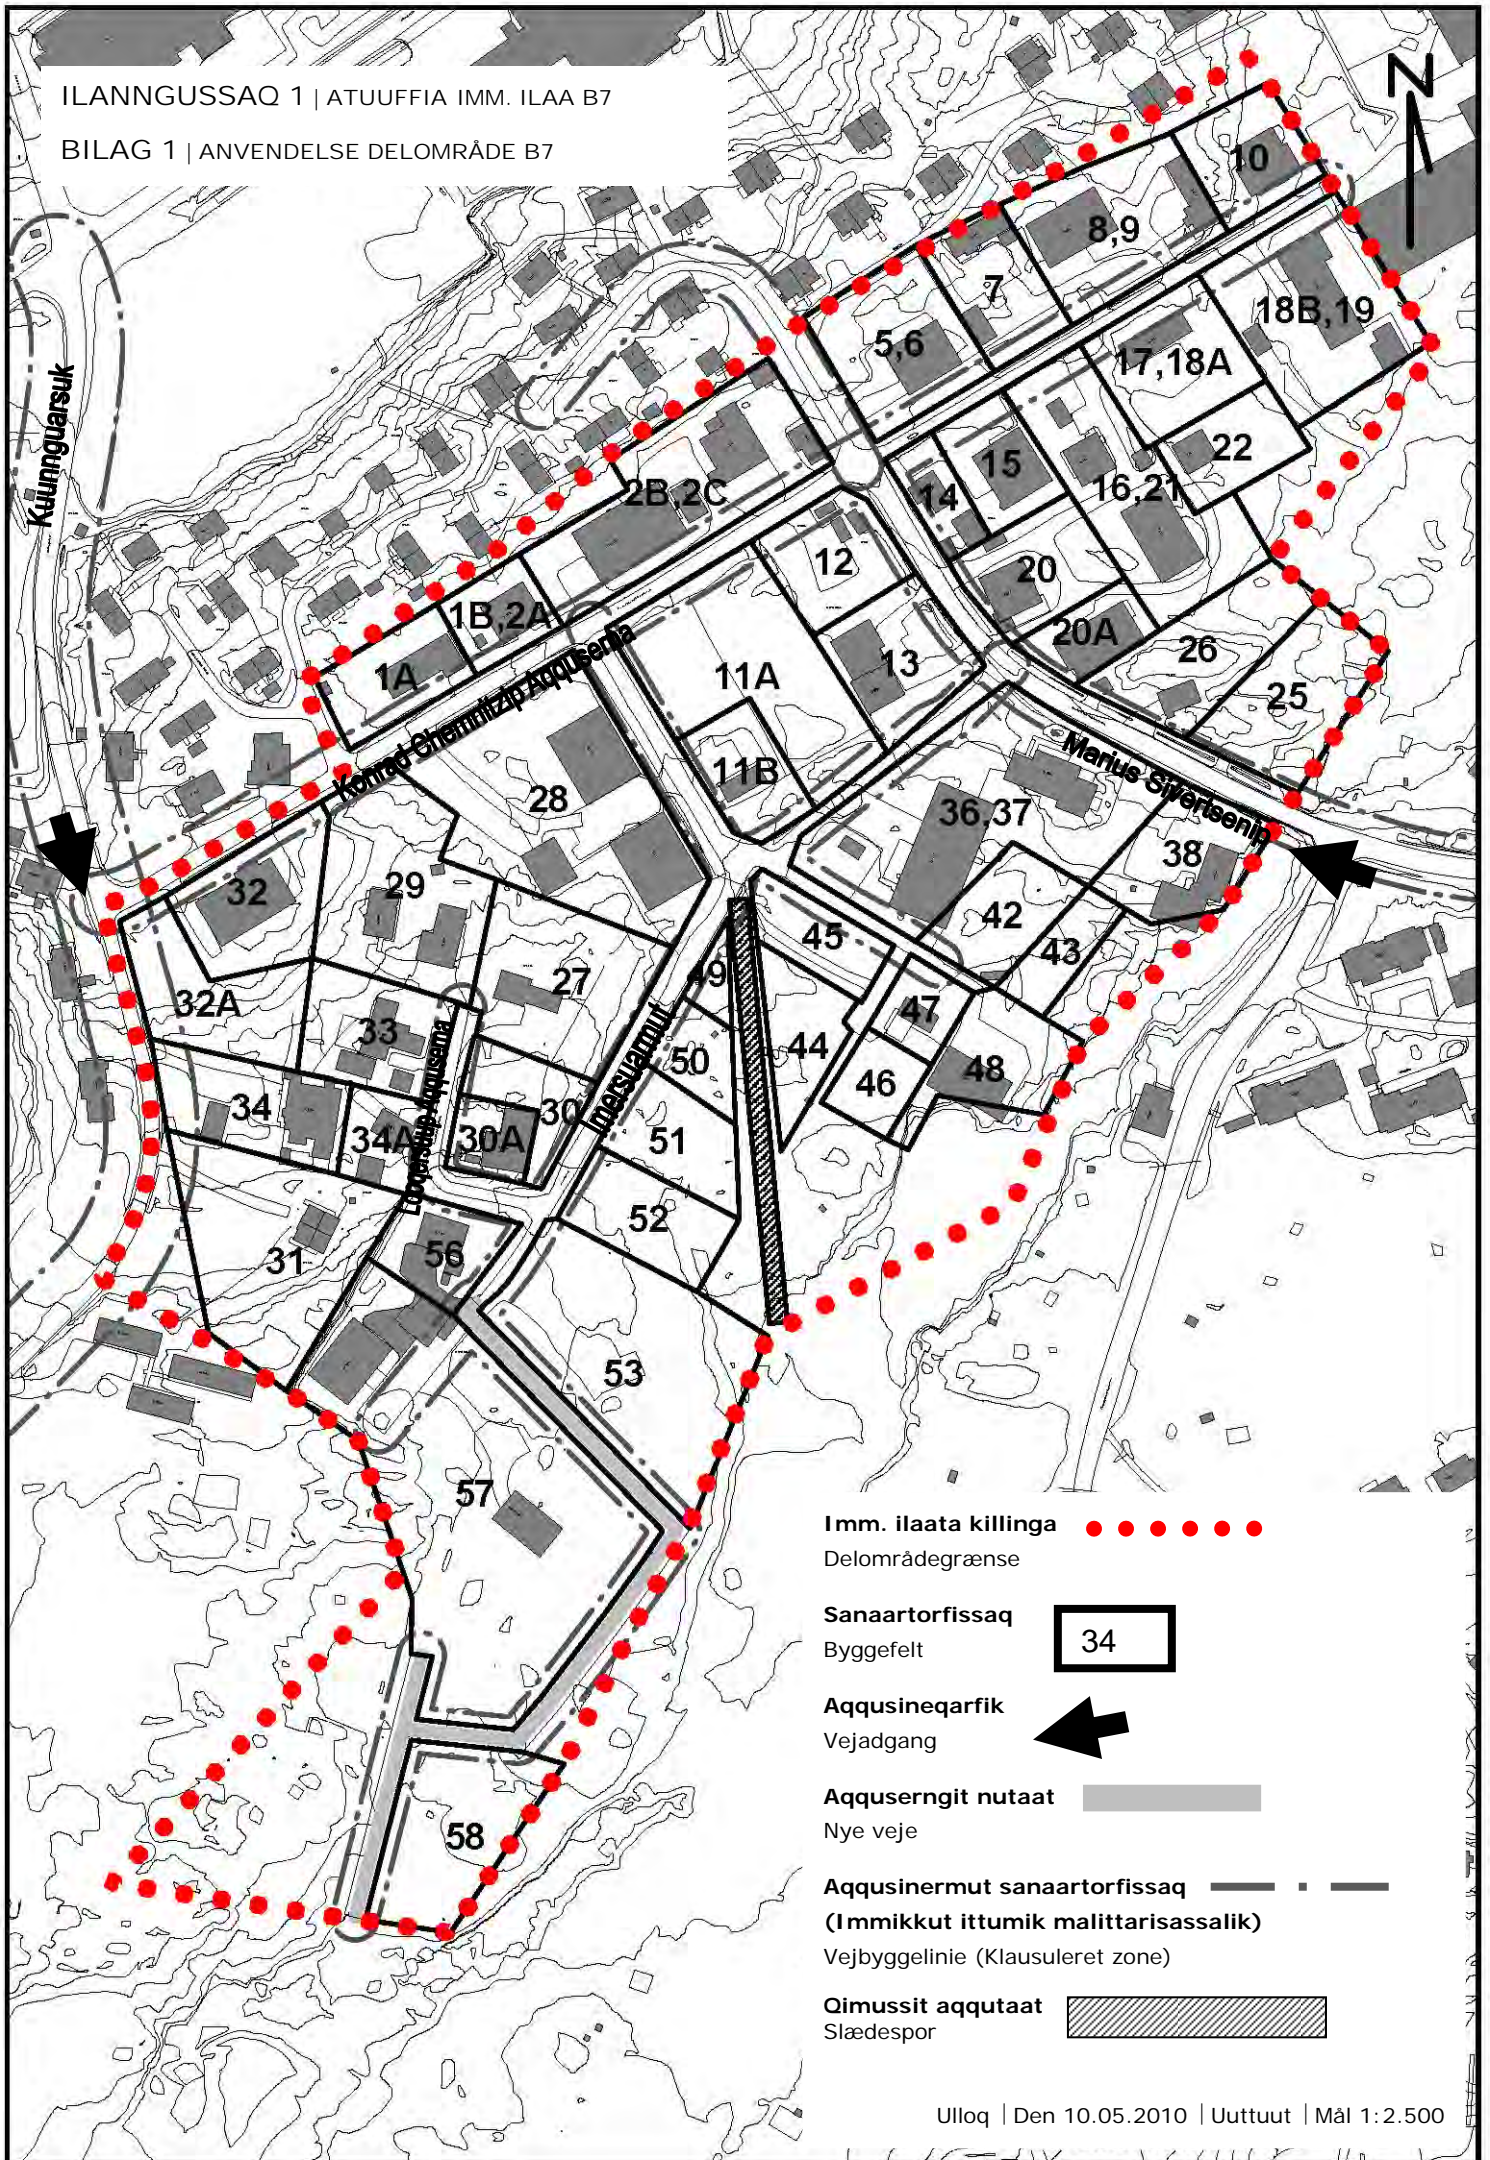 ILANNGUSSAQ 1 | ATUUFFIA IMM. ILAA B7
BILAG 1 | ANVENDELSE DELOMRÅDE B7
N
10
8,9
7
5,6
18B,19
17,18A
22
15
14
16,21
2B,2C
12
20
1B,2A
20A
26
13
11A
1A
25
Kuunnguarsuk
Konrad Chemnitzip Aqqusernia
Marius Sivertsenip
11B
28
36,37
38
32
29
42
45
43
27
49
32A
47
33
44
50
46
48
34
34A
30
30A
51
Imersuarmut
52
31
56
53
57
58
Imm. ilaata killinga
Delområdegrænse
Sanaartorfissaq
Byggefelt
34
Aqqusineqarfik
Vejadgang
Aqquserngit nutaat
Nye veje
Aqqusinermut sanaartorfissaq
(Immikkut ittumik malittarisassalik)
Vejbyggelinie (Klausuleret zone)
Qimussit aqqutaat
Slædespor
Ulloq | Den 10.05.2010 | Uuttuut | Mål 1:2.500